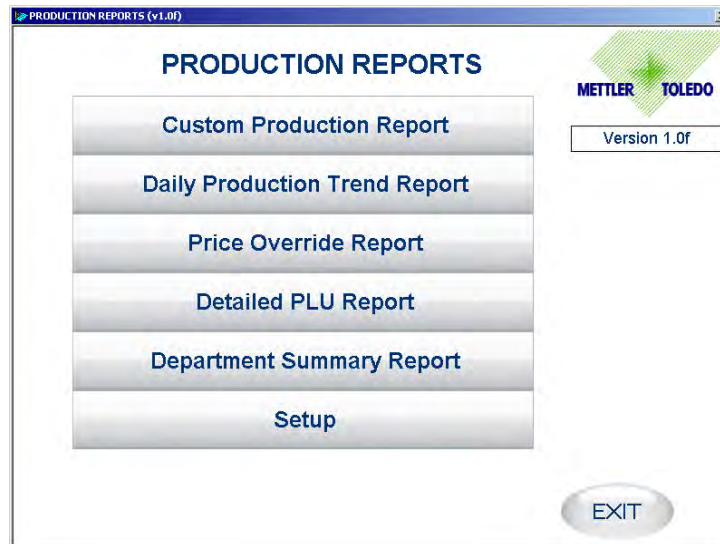 PRODUCTION REPORTS (v1.0f)
PRODUCTION REPORTS
METTLER TOLEDO
Version 1.0f
Custom Production Report
Daily Production Trend Report
Price Override Report
Detailed PLU Report
Department Summary Report
Setup
EXIT